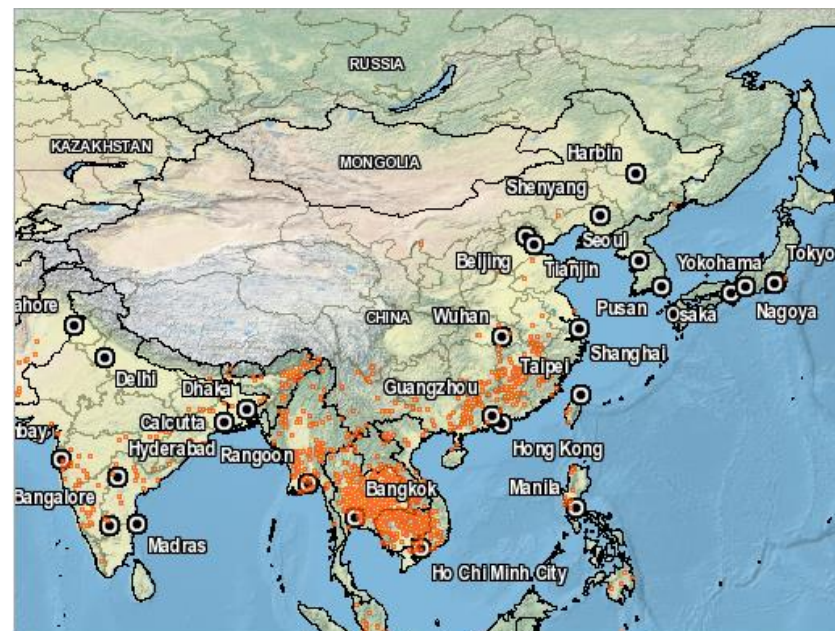 RUSSIA
KAZAKHSTAN
MONGOLIA
Harbin
Shenyang
Beijing
Tianjin
Seoul
Yokohama
Tokyo
ahore
CHINA
Wuhan
Pusan
Osaka
Nagoya
Delhi
Taipei
Shanghai
Dhaka
Guangzhou
Calcutta
nbay
Hyderabad
Rangoon
Hong Kong
Bangalore
Bangkok
Manila
Madras
Ho Chi Minh City